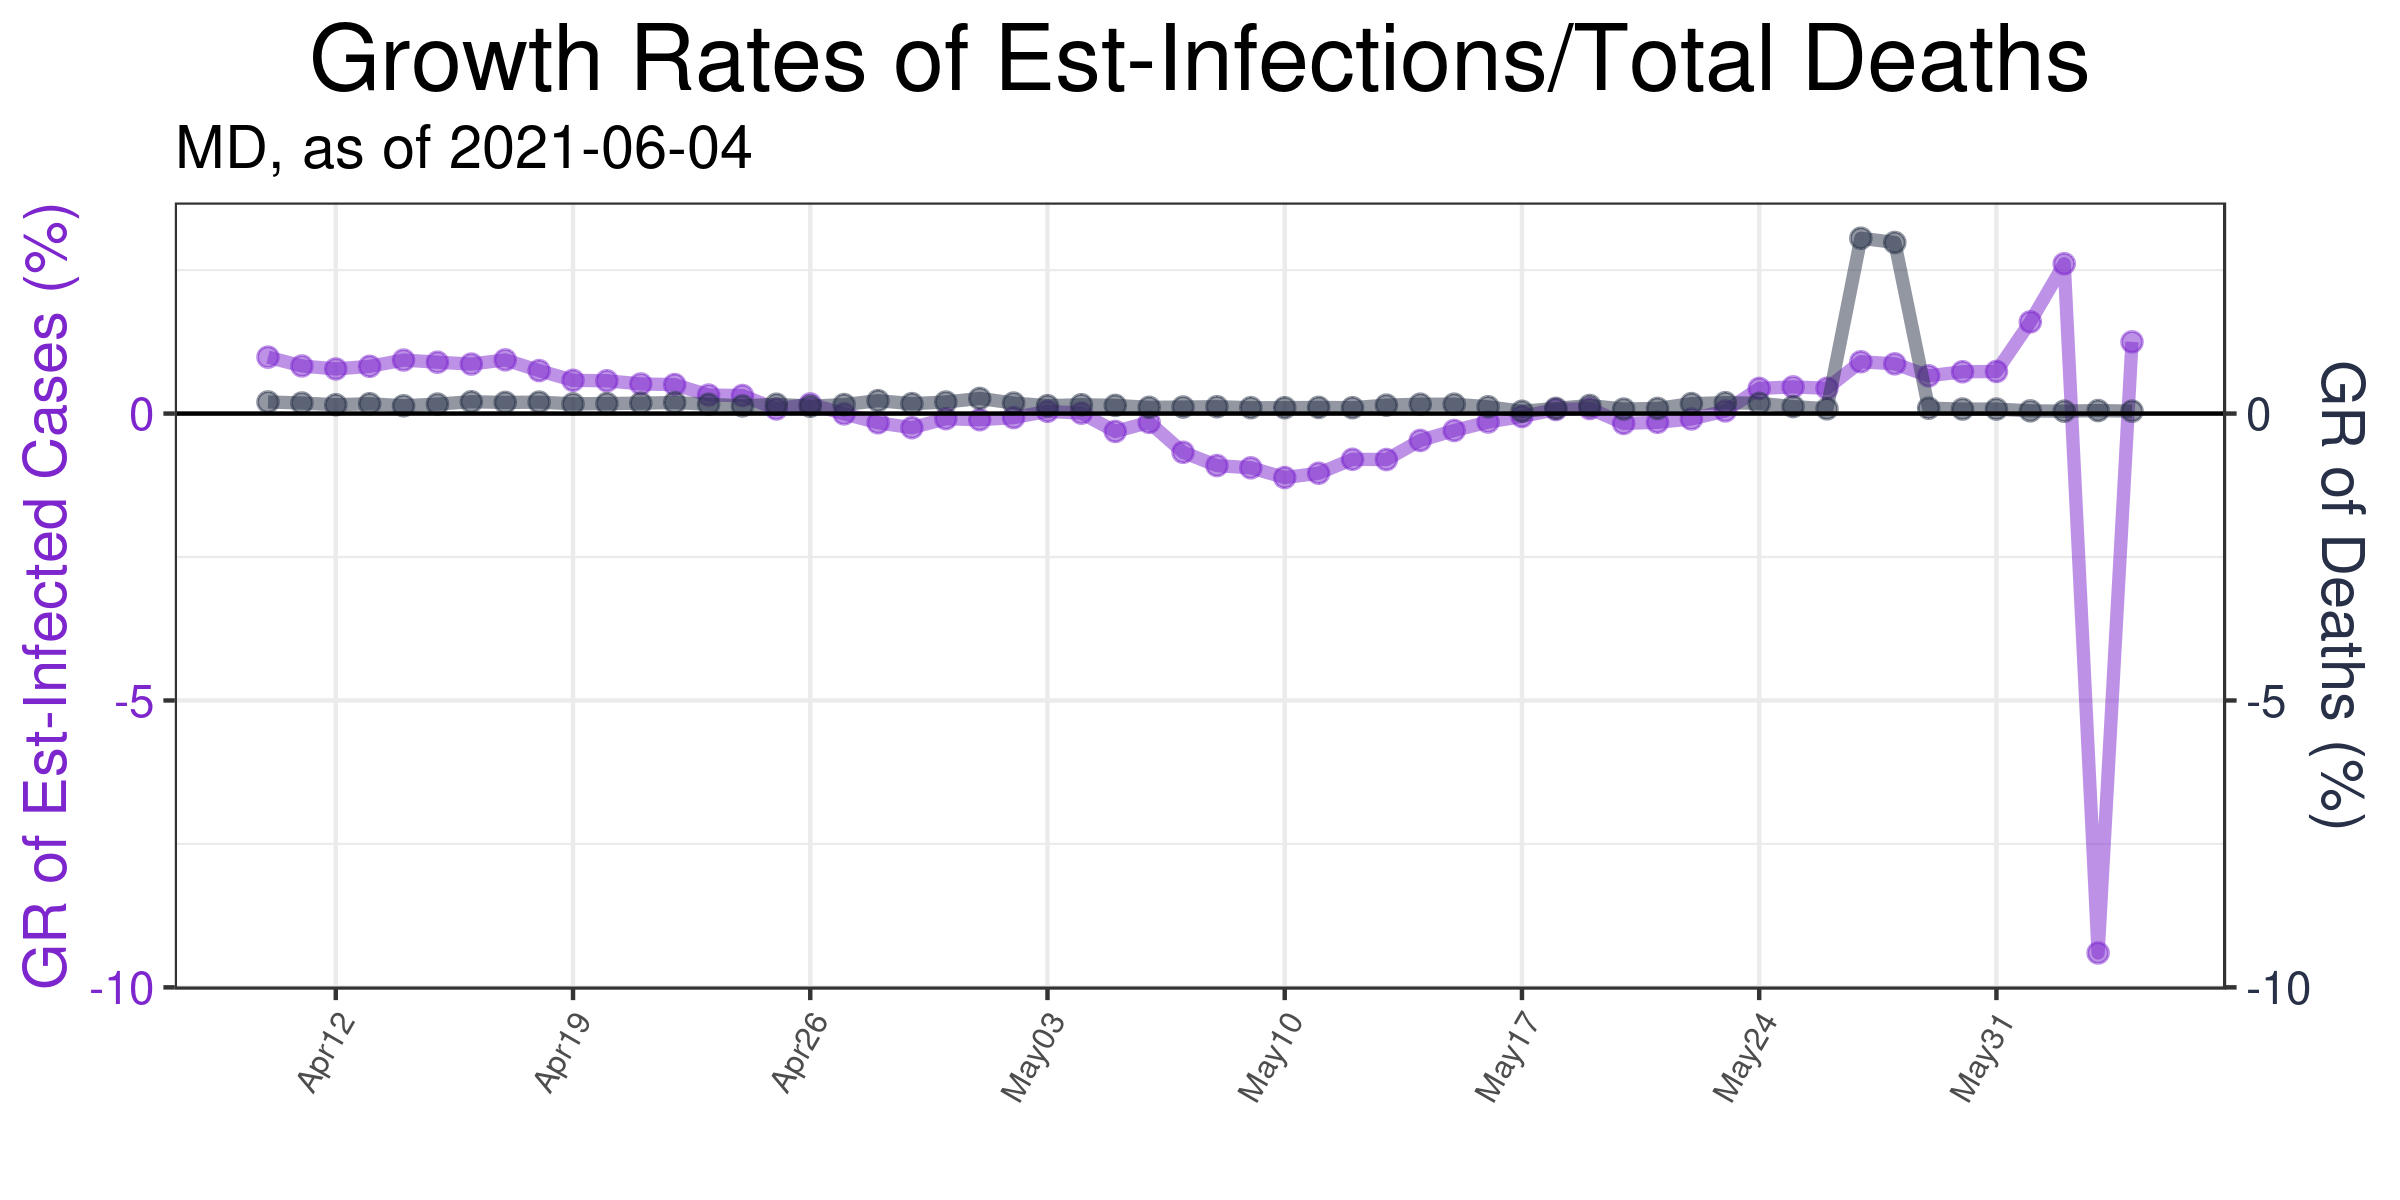 Growth Rates of Est-Infections/Total Deaths
MD, as of 2021-06-04
GR of Est-Infected Cases (%)
0
-5
-10
GR of Deaths (%)
0
-5
-10
Apr12
Apr19
Apr26
May03
May10
May17
May24
May31